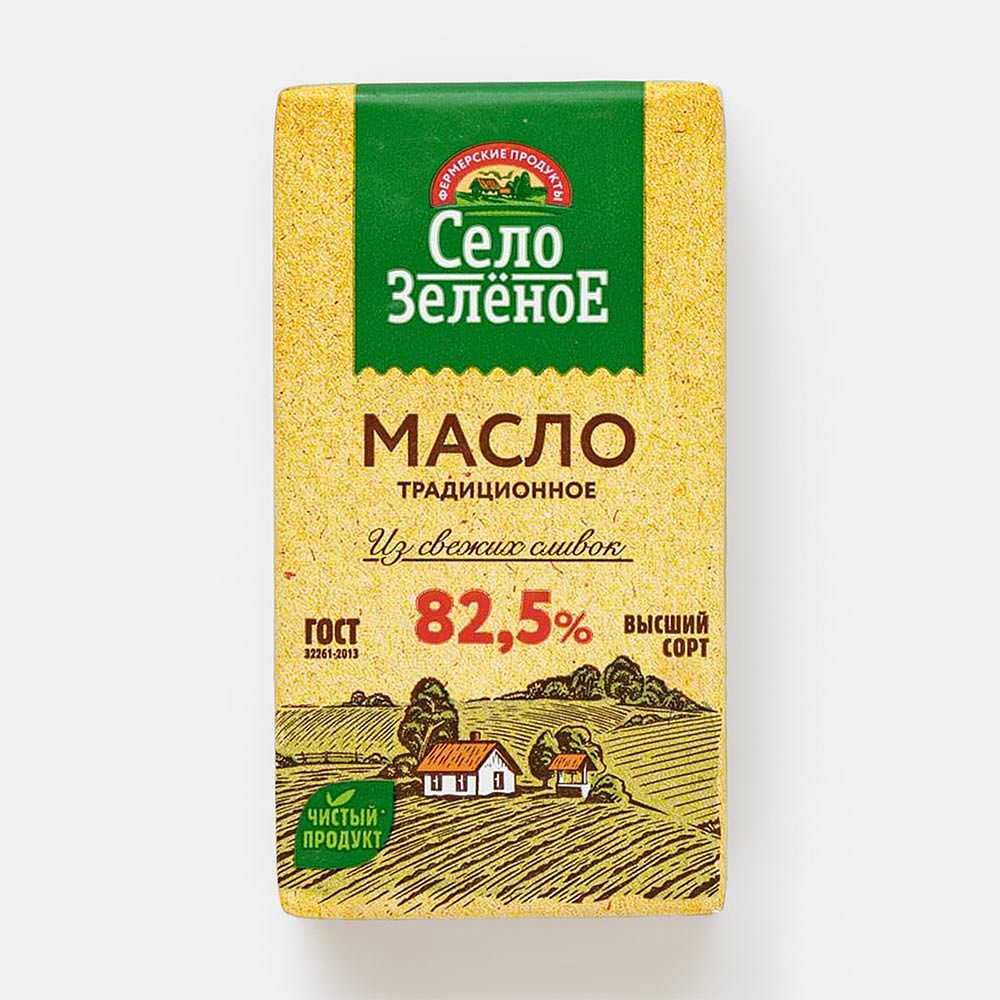 ФЕРМЕРСКИЕ ПРОДУКТЫ
Село
Зелёное
МАСЛО
ТРАДИЦИОННОЕ
Из свежих сливок
82,5%
ГОСТ
32261-2013
ВЫСШИЙ
СОРТ
ЧИСТЫЙ*
ПРОДУКТ